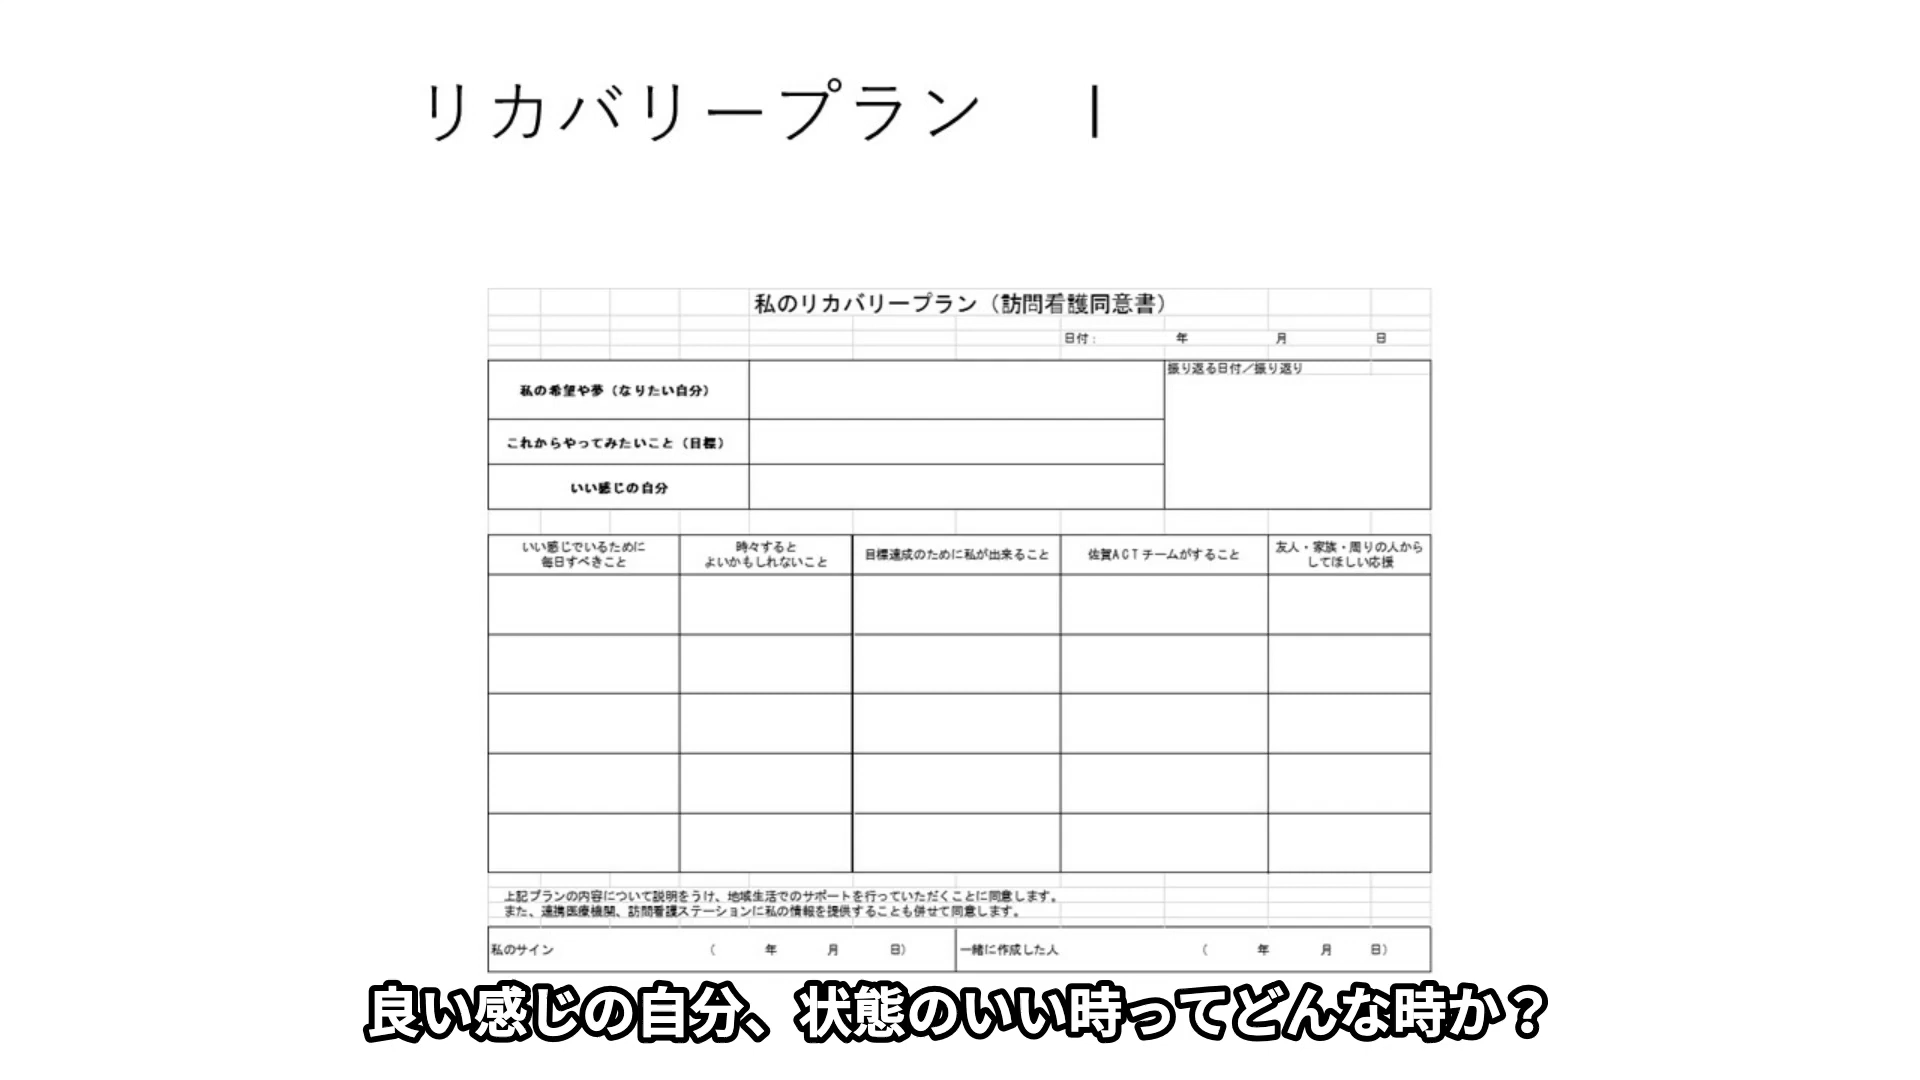 リカバリープラン　Ⅰ
私のリカバリープラン（訪問看護同意書）
日付：　年　月　日
私の希望や夢（なりたい自分）
振り返る日付／振り返り
これからやってみたいこと（目標）
いい感じの自分
いい感じでいるために
毎日すべきこと
時々すると
よいかもしれないこと
目標達成のために私が出来ること
佐賀ＡＣＴチームがすること
友人・家族・周りの人から
してほしい応援
上記プランの内容について説明をうけ、地域生活でのサポートを行っていただくことに同意します。
また、連携医療機関、訪問看護ステーションに私の情報を提供することも併せて同意します。
私のサイン　（　年　月　日）
一緒に作成した人　（　年　月　日）
良い感じの自分、状態のいい時ってどんな時か？